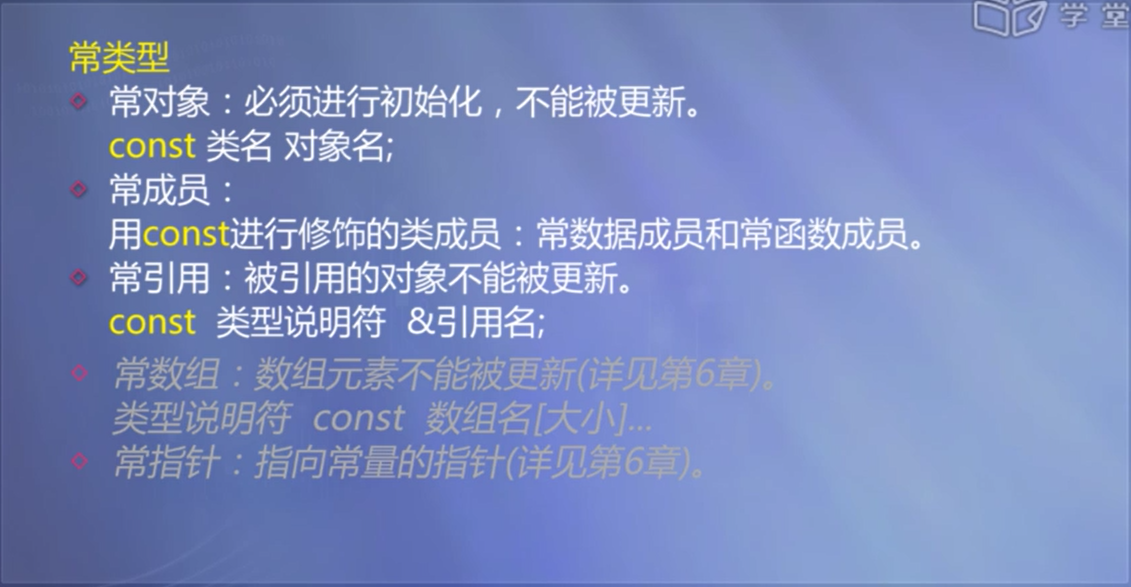 学堂
常类型
常对象：必须进行初始化，不能被更新。
const 类名 对象名;
常成员：
用const进行修饰的类成员：常数据成员和常函数成员。
常引用：被引用的对象不能被更新。
const 类型说明符 &引用名;
常数组：数组元素不能被更新(详见第6章)。
类型说明符 const 数组名[大小]...
常指针：指向常量的指针(详见第6章)。